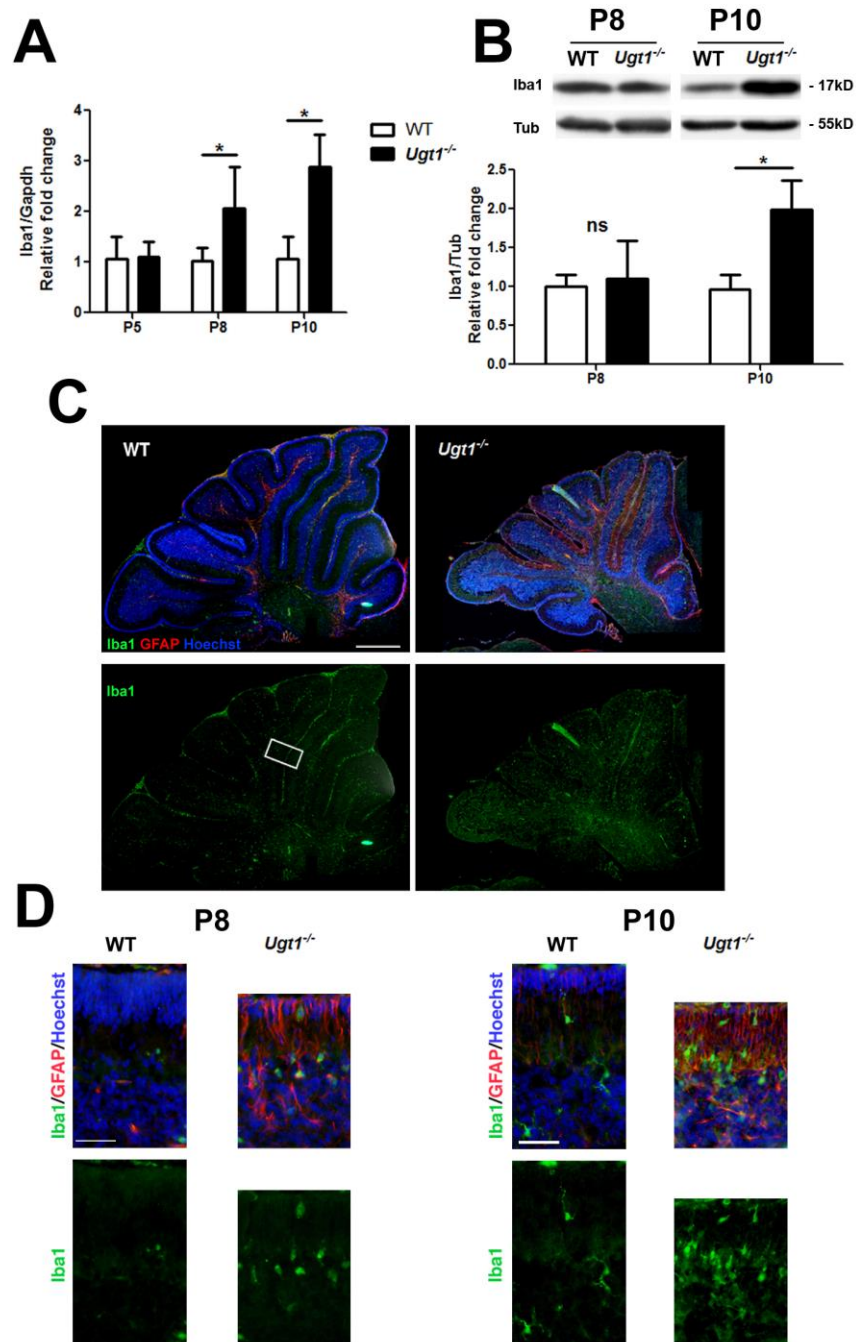 A
Iba1/Gapdh
Relative fold change
4
3
2
1
0
*
*
P5
P8
P10
WT
Ugt1-/-
B
P8
P10
WT
Ugt1-/-
WT
Ugt1-/-
Iba1
- 17kD
Tub
- 55kD
Iba1/Tub
Relative fold change
2.5
2.0
1.5
1.0
0.5
0.0
ns
*
P8
P10
C
WT
Ugt1-/-
Iba1 GFAP Hoechst
Iba1
D
P8
P10
WT
Ugt1-/-
WT
Ugt1-/-
Iba1/GFAP/Hoechst
Iba1/GFAP/Hoechst
Iba1
Iba1